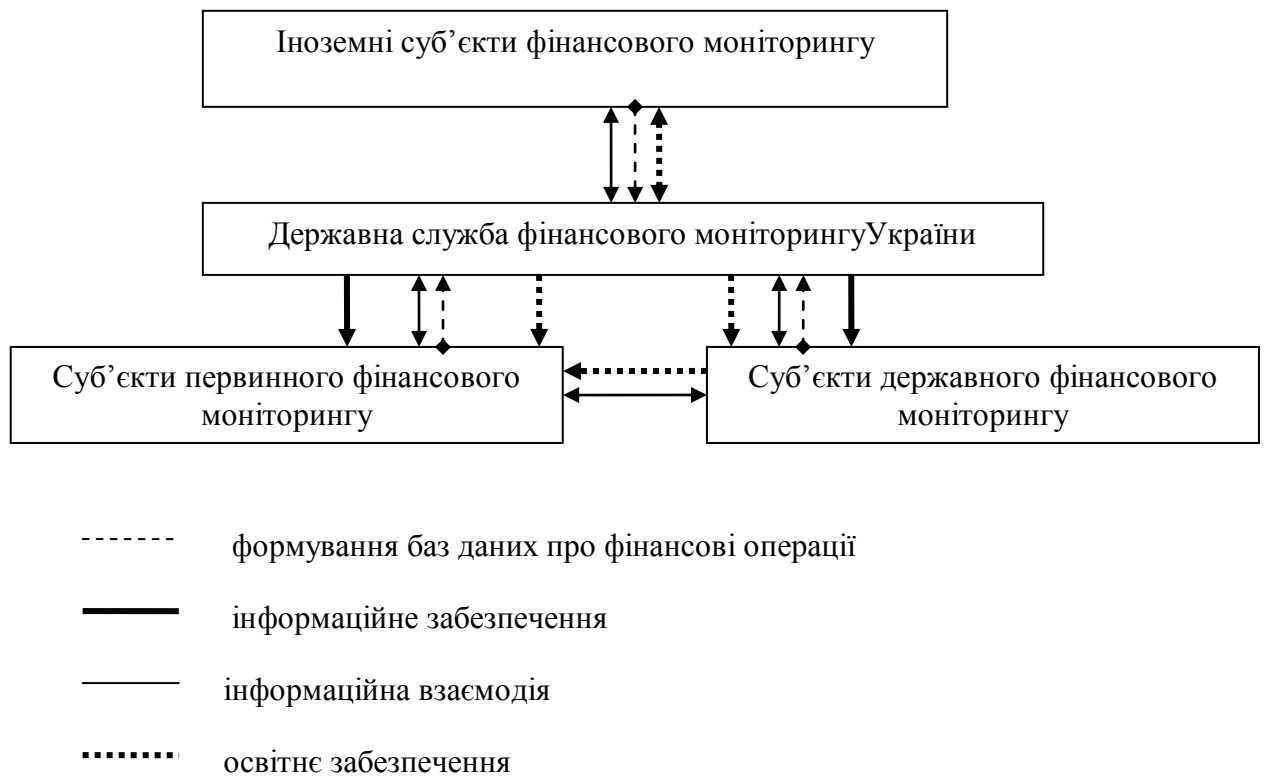 Іноземні суб’єкти фінансового моніторингу
Державна служба фінансового моніторингуУкраїни
Суб’єкти первинного фінансового
моніторингу
Суб’єкти державного фінансового
моніторингу
формування баз даних про фінансові операції
інформаційне забезпечення
інформаційна взаємодія
освітнє забезпечення